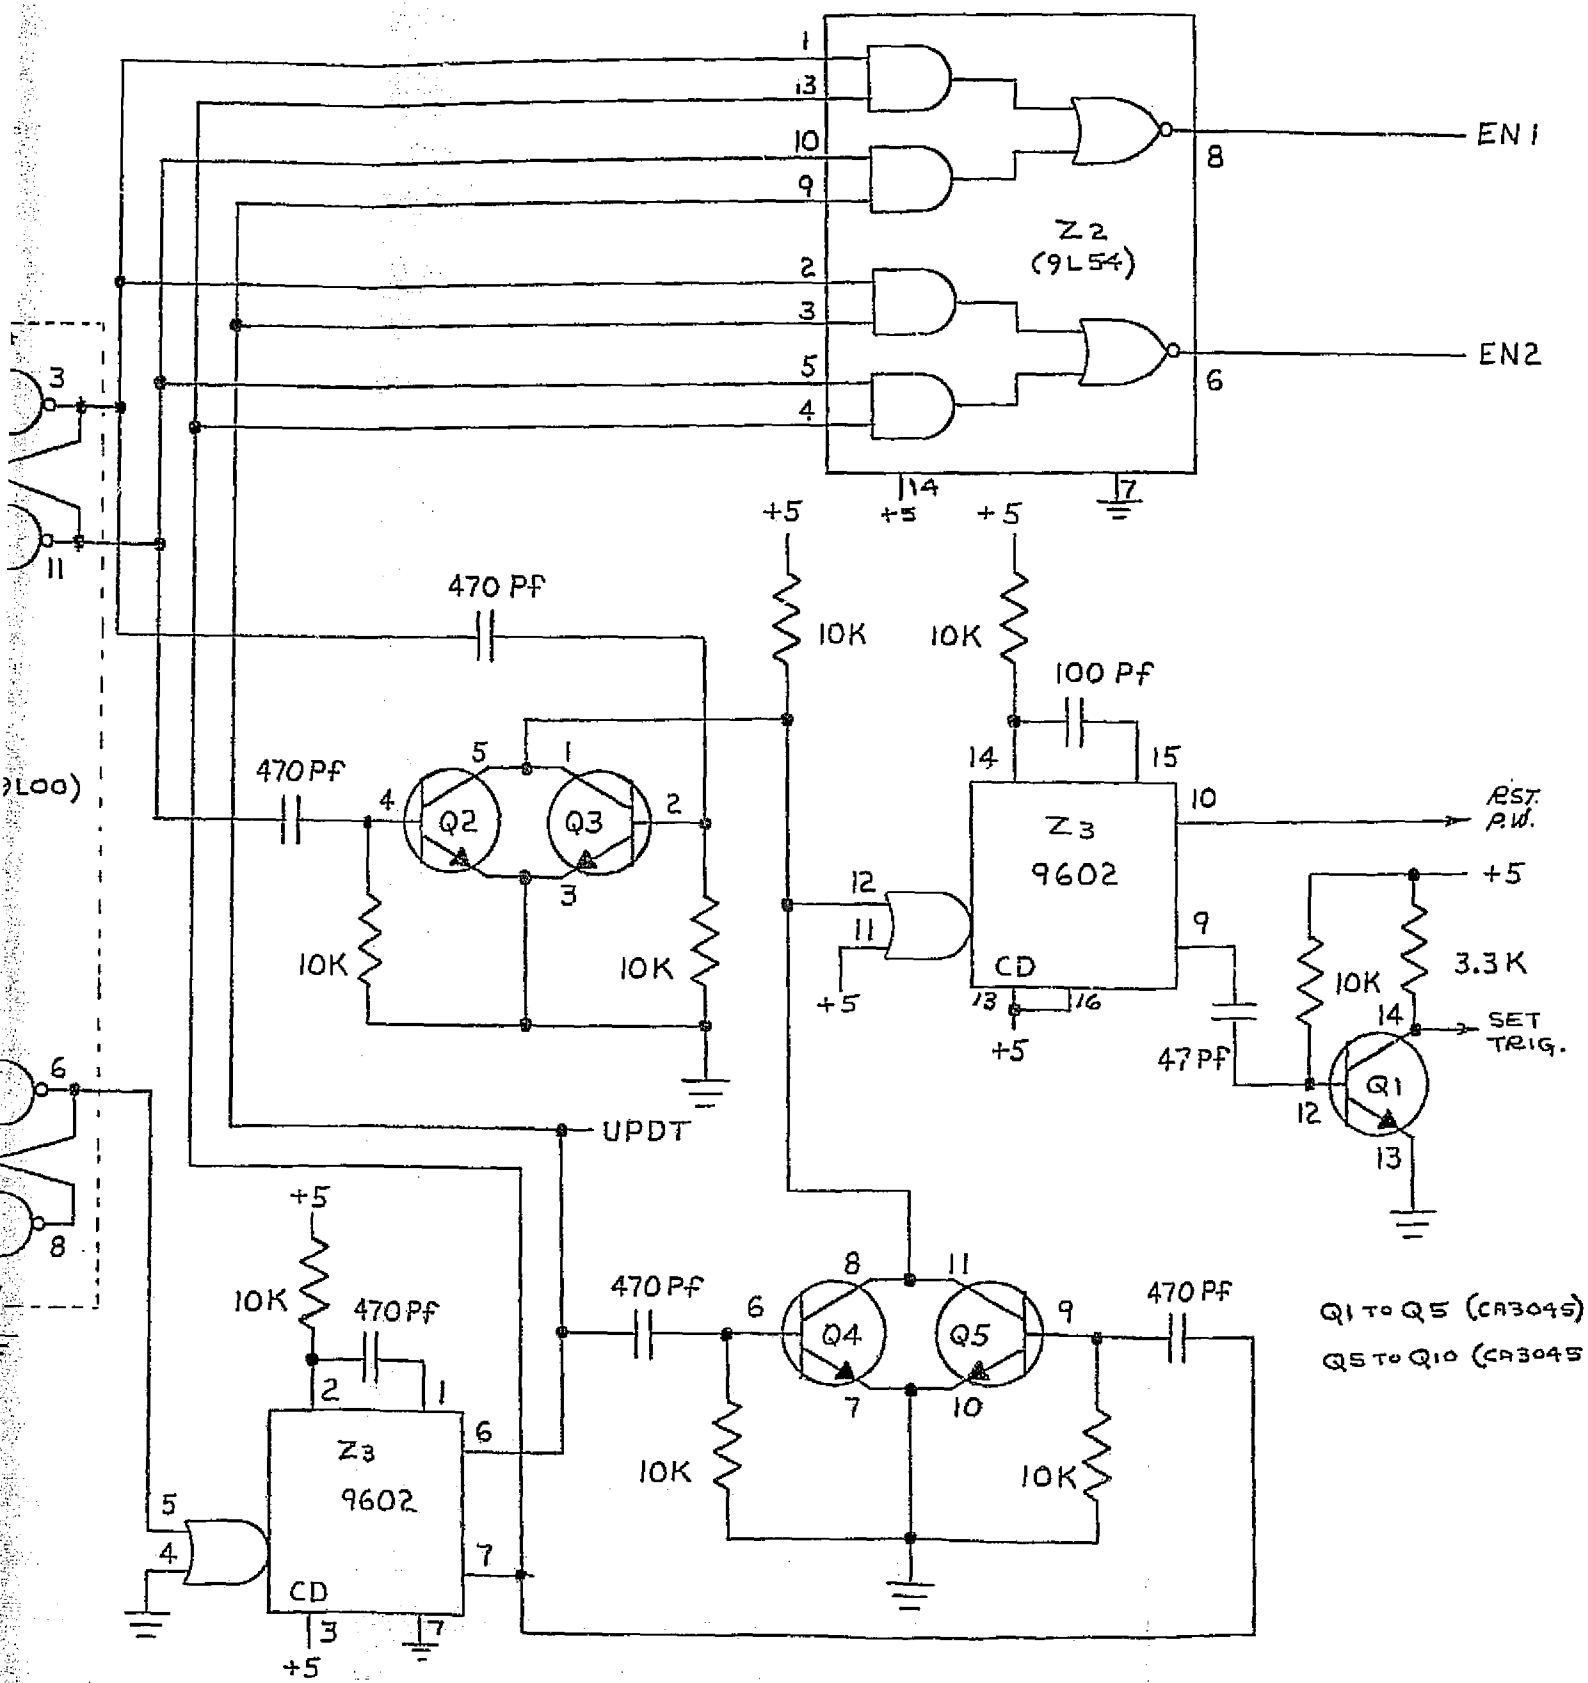 1
13
10
9
2
3
5
4
8
6
Z2
(9L54)
EN1
EN2
14
+5
7
3
11
+5
10K
+5
10K
470 Pf
100 Pf
14
15
470 Pf
4
5
1
2
3
Q2
Q3
10K
10K
9L00)
12
11
+5
Z3
9602
CD
13
16
+5
10
RST.
P.W.
9
47 Pf
+5
10K
3.3K
14
SET
TRIG.
12
Q1
13
6
8
UPDT
+5
10K
470 Pf
2
1
Z3
9602
6
7
5
4
CD
3
+5
7
470 Pf
6
8
11
9
Q4
Q5
7
10
470 Pf
10K
10K
Q1 TO Q5 (CA3045)
Q5 TO Q10 (CA3045